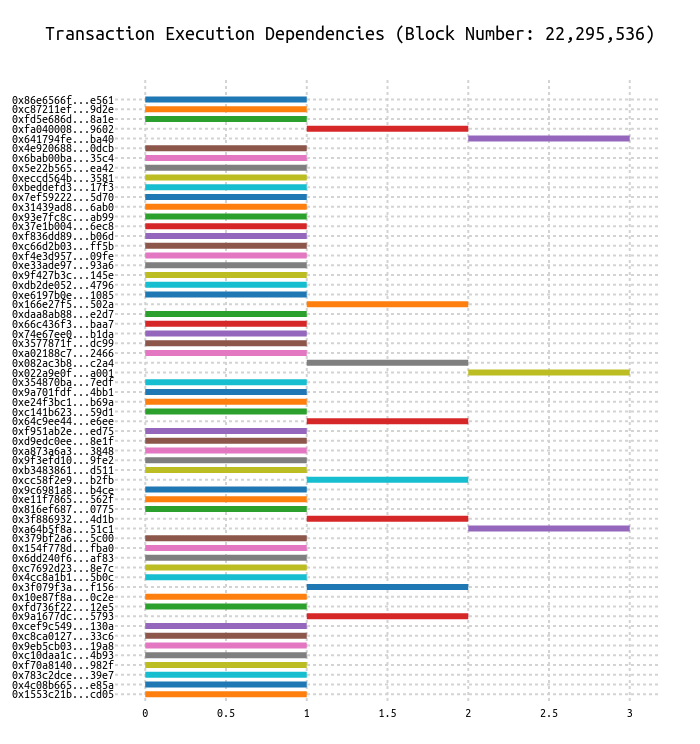 Transaction Execution Dependencies (Block Number: 22,295,536)
0x86e6566f...e561
0xc87211ef...9d2e
0xfd5e686d...8a1e
0xfa040008...9602
0x641794fe...ba40
0x4e920688...0dcb
0x6bab00ba...35c4
0x5e22b565...ea42
0xeccd564b...3581
0xbeddefd3...17f3
0x7ef59222...5d70
0x31439ad8...6ab0
0x93e7fc8c...ab99
0x37e1b004...6ec8
0xf836dd89...b06d
0xc66d2b03...ff5b
0xf4e3d957...09fe
0xe33ade97...93a6
0x9f427b3c...145e
0xdb2de052...4796
0xe6197b0e...1085
0x166e27f5...502a
0xdaa8ab88...e2d7
0x66c436f3...baa7
0x74e67ee0...b1da
0x3577871f...dc99
0xa02188c7...2466
0x082ac3b8...c2a4
0x022a9e0f...a001
0x354870ba...7edf
0x9a701fdf...4bb1
0xe24f3bc1...b69a
0xc141b623...59d1
0x64c9ee44...e6ee
0xf951ab2e...ed75
0xd9edc0ee...8e1f
0xa873a6a3...3848
0x9f3efd10...9fe2
0xb3483861...d511
0xcc58f2e9...b2fb
0x9c6981a8...b4ce
0xe11f7865...562f
0x816ef687...0775
0x3f886932...4d1b
0xa64b5f8a...51c1
0x379bf2a6...5c00
0x154f778d...fba0
0x6dd240f6...af83
0xc7692d23...8e7c
0x4cc8a1b1...5b0c
0x3f079f3a...f156
0x10e87f8a...0c2e
0xfd736f22...12e5
0x9a1677dc...5793
0xcef9c549...130a
0xc8ca0127...33c6
0x9eb5cb03...19a8
0xc10daa1c...4b93
0xf70a8140...982f
0x783c2dce...39e7
0x4c08b665...e85a
0x1553c21b...cd05
0 0.5 1 1.5 2 2.5 3